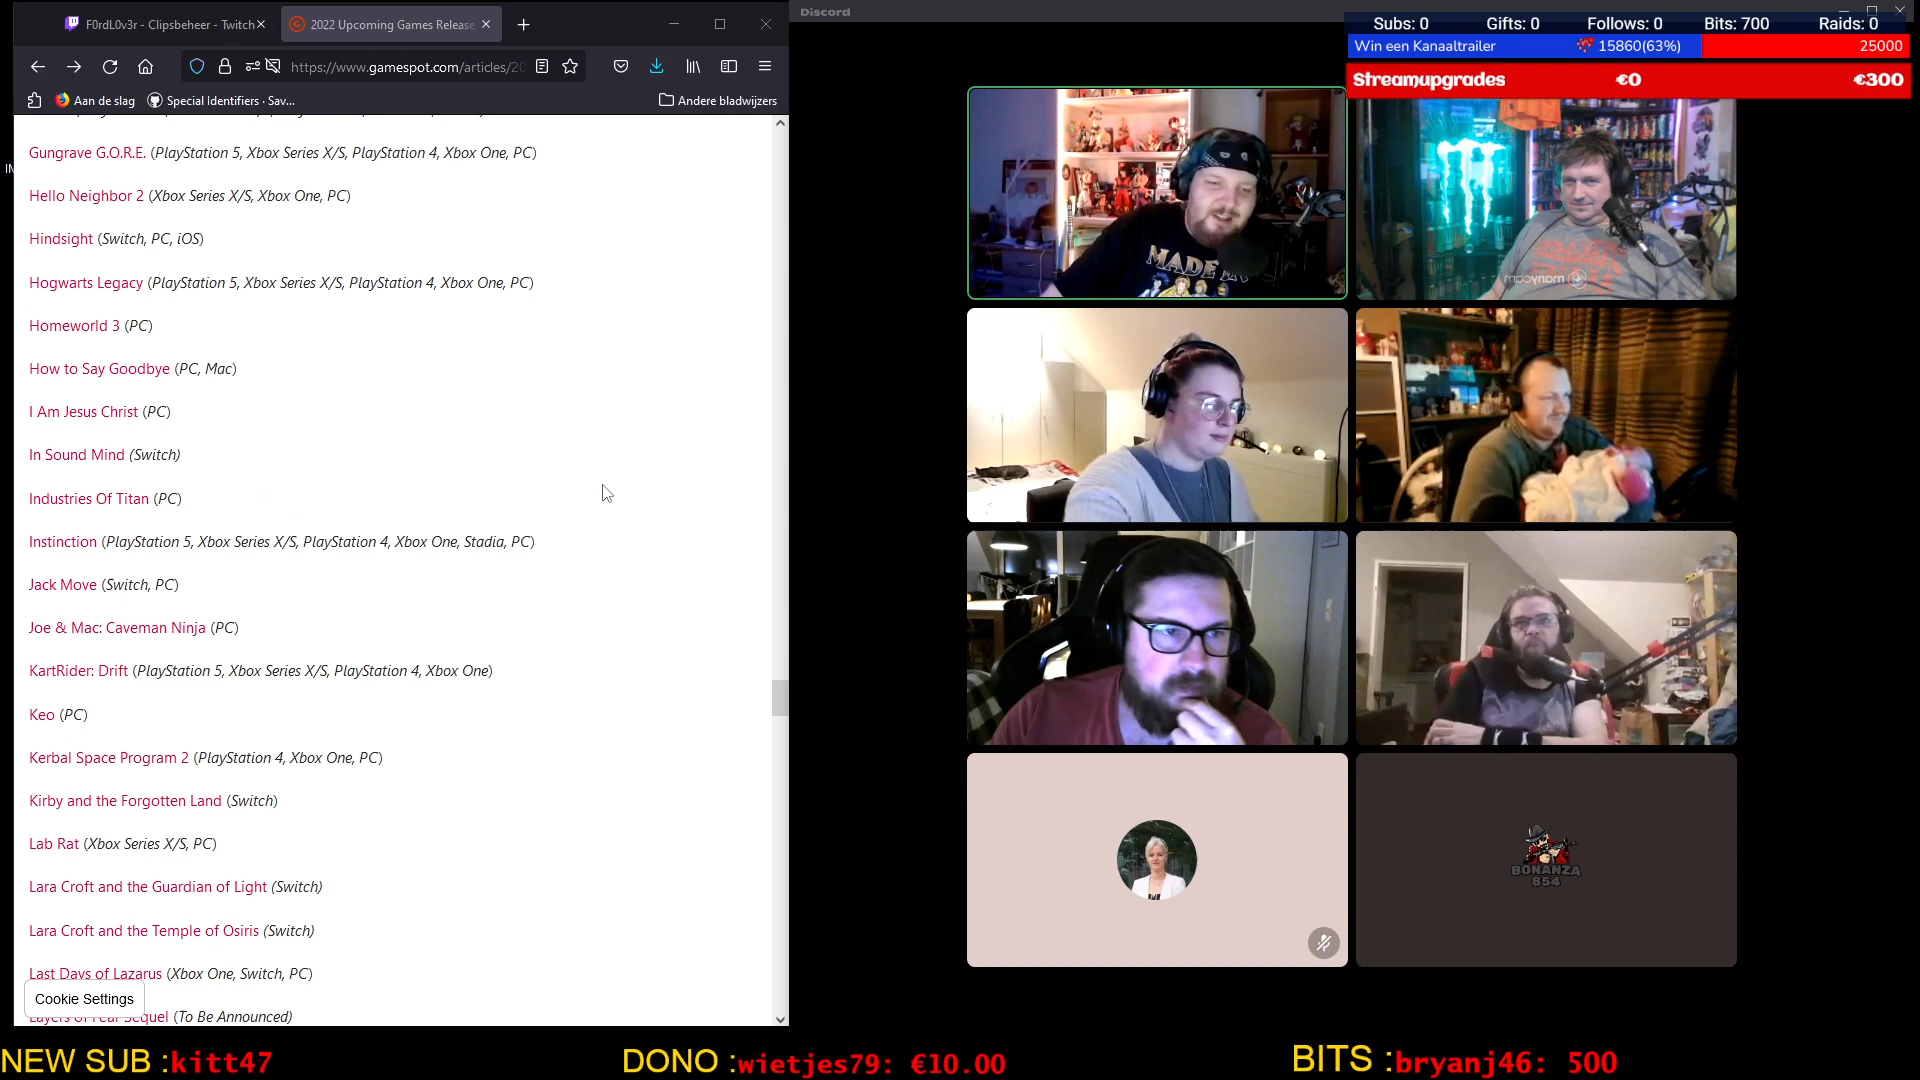 F0rdL0v3r - Clipsbeheer - Twitch
2022 Upcoming Games Release
Discord
https://www.gamespot.com/articles/20
Aan de slag
Special Identifiers · Sav...
Andere bladwijzers
Subs: 0 Gifts: 0 Follows: 0 Bits: 700 Raids: 0
Win een Kanaaltrailer 15860(63%) 25000
Streamupgrades €0 €300
Gungrave G.O.R.E. (PlayStation 5, Xbox Series X/S, PlayStation 4, Xbox One, PC)
Hello Neighbor 2 (Xbox Series X/S, Xbox One, PC)
Hindsight (Switch, PC, iOS)
Hogwarts Legacy (PlayStation 5, Xbox Series X/S, PlayStation 4, Xbox One, PC)
Homeworld 3 (PC)
How to Say Goodbye (PC, Mac)
I Am Jesus Christ (PC)
In Sound Mind (Switch)
Industries Of Titan (PC)
Instinction (PlayStation 5, Xbox Series X/S, PlayStation 4, Xbox One, Stadia, PC)
Jack Move (Switch, PC)
Joe & Mac: Caveman Ninja (PC)
KartRider: Drift (PlayStation 5, Xbox Series X/S, PlayStation 4, Xbox One)
Keo (PC)
Kerbal Space Program 2 (PlayStation 4, Xbox One, PC)
Kirby and the Forgotten Land (Switch)
Lab Rat (Xbox Series X/S, PC)
Lara Croft and the Guardian of Light (Switch)
Lara Croft and the Temple of Osiris (Switch)
Last Days of Lazarus (Xbox One, Switch, PC)
Cookie Settings
Layers of Fear Sequel (To Be Announced)
MADE
manycam
BONANZA
854
NEW SUB :kitt47
DONO :wietjes79: €10.00
BITS :bryanj46: 500